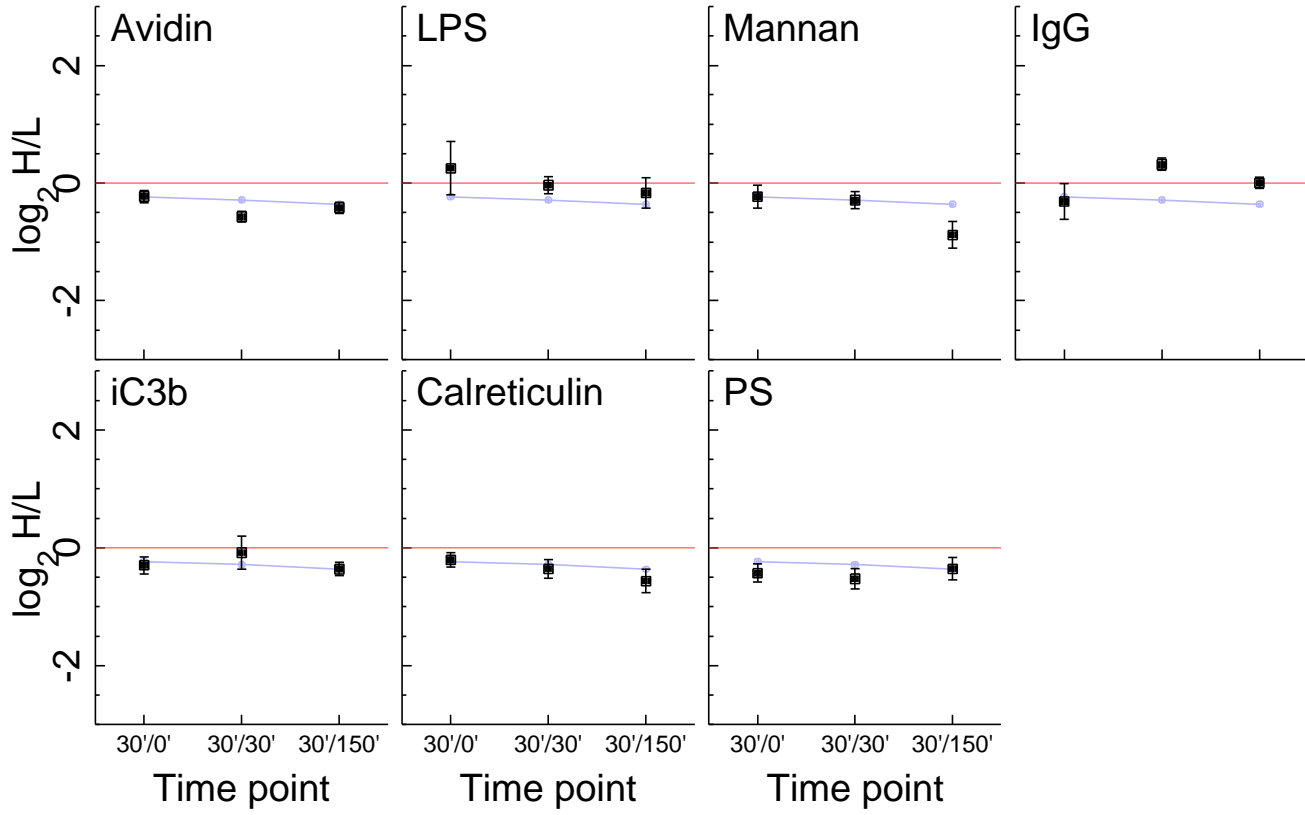 Avidin LPS Mannan IgG
log2 H/L
2
0
-2
iC3b Calreticulin PS
log2 H/L
2
0
-2
30'/0' 30'/30' 30'/150' 30'/0' 30'/30' 30'/150' 30'/0' 30'/30' 30'/150'
Time point Time point Time point